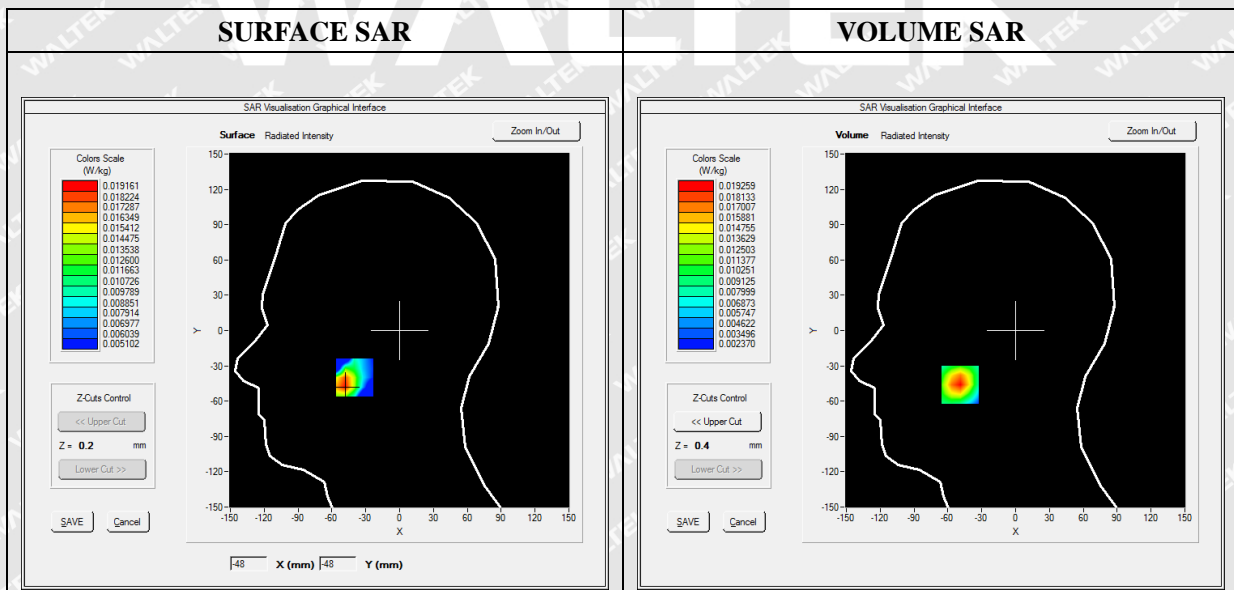 SURFACE SAR
VOLUME SAR
WALTEK
SAR Visualisation Graphical Interface
Surface Radiated Intensity
Zoom In/Out
Colors Scale
(W/kg)
0.019161
0.018224
0.017287
0.016349
0.015412
0.014475
0.013538
0.012600
0.011663
0.010726
0.009789
0.008851
0.007914
0.006977
0.006039
0.005102
Z-Cuts Control
<< Upper Cut
Z = 0.2 mm
Lower Cut >>
SAVE Cancel
150
120
90
60
30
Y 0
-30
-60
-90
-120
-150
-150 -120 -90 -60 -30 0 30 60 90 120 150
X
-48 X (mm) -48 Y (mm)
SAR Visualisation Graphical Interface
Volume Radiated Intensity
Zoom In/Out
Colors Scale
(W/kg)
0.019259
0.018133
0.017007
0.015881
0.014755
0.013629
0.012503
0.011377
0.010251
0.009125
0.007999
0.006873
0.005747
0.004622
0.003496
0.002370
Z-Cuts Control
<< Upper Cut
Z = 0.4 mm
Lower Cut >>
SAVE Cancel
150
120
90
60
30
Y 0
-30
-60
-90
-120
-150
-150 -120 -90 -60 -30 0 30 60 90 120 150
X